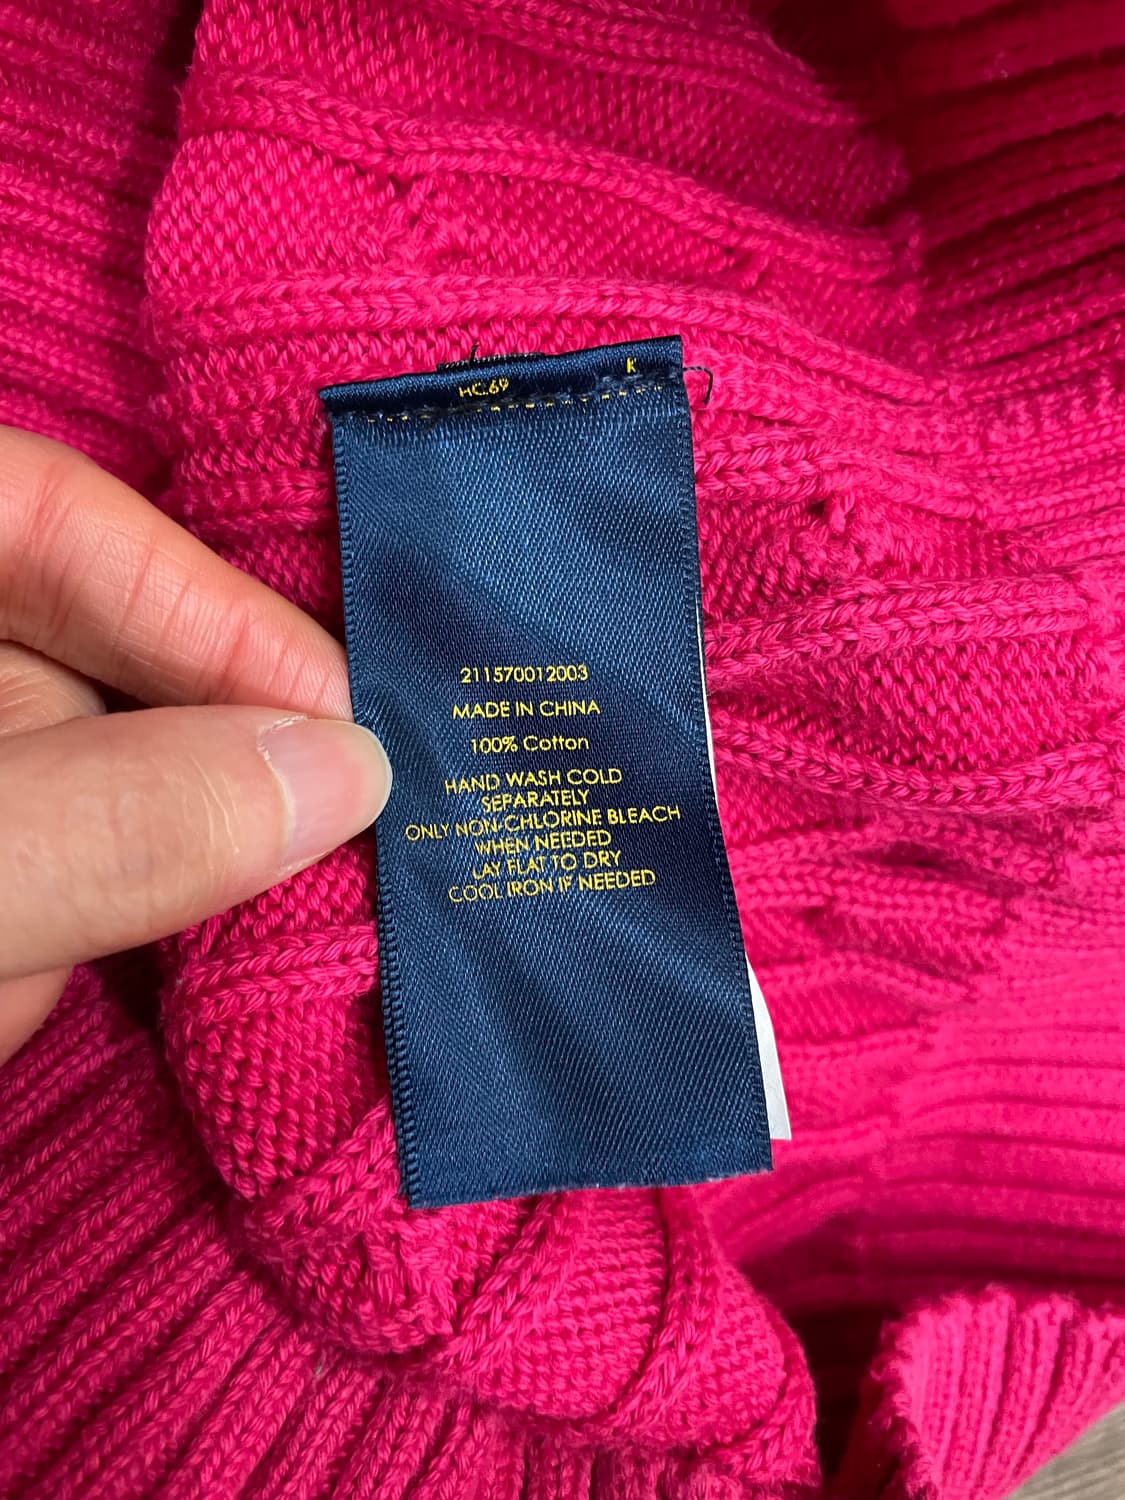 HC.69
K
211570012003
MADE IN CHINA
100% Cotton
HAND WASH COLD
SEPARATELY
ONLY NON-CHLORINE BLEACH
WHEN NEEDED
LAY FLAT TO DRY
COOL IRON IF NEEDED